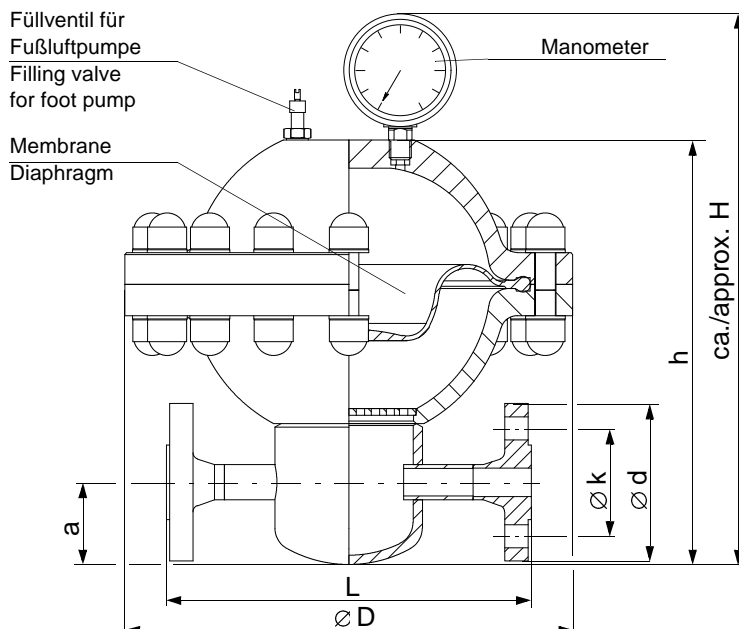 Füllventil für
Fußluftpumpe
Filling valve
for foot pump
Manometer
Membrane
Diaphragm
ca./approx. H
h
a
Ø k
Ø d
L
Ø D